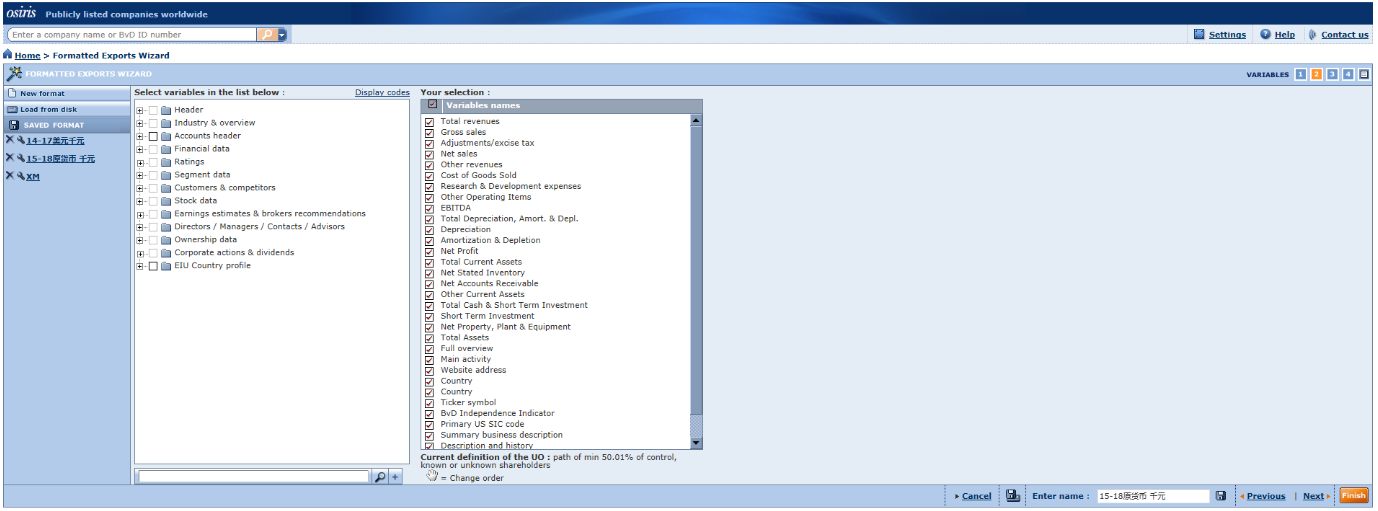 osiris Publicly listed companies worldwide
Enter a company name or BvD ID number
Settings Help Contact us
Home > Formatted Exports Wizard
FORMATTED EXPORTS WIZARD
VARIABLES 1 2 3 4
New format
Load from disk
SAVED FORMAT
14-17美元千元
15-18原货币 千元
XM
Select variables in the list below : Display codes
Header
Industry & overview
Accounts header
Financial data
Ratings
Segment data
Customers & competitors
Stock data
Earnings estimates & brokers recommendations
Directors / Managers / Contacts / Advisors
Ownership data
Corporate actions & dividends
EIU Country profile
Your selection :
Variables names
Total revenues
Gross sales
Adjustments/excise tax
Net sales
Other revenues
Cost of Goods Sold
Research & Development expenses
Other Operating Items
EBITDA
Total Depreciation, Amort. & Depl.
Depreciation
Amortization & Depletion
Net Profit
Total Current Assets
Net Stated Inventory
Net Accounts Receivable
Other Current Assets
Total Cash & Short Term Investment
Short Term Investment
Net Property, Plant & Equipment
Total Assets
Full overview
Main activity
Website address
Country
Country
Ticker symbol
BvD Independence Indicator
Primary US SIC code
Summary business description
Description and history
Current definition of the UO : path of min 50.01% of control,
known or unknown shareholders
= Change order
Cancel Enter name : 15-18原货币 千元 Previous | Next Finish